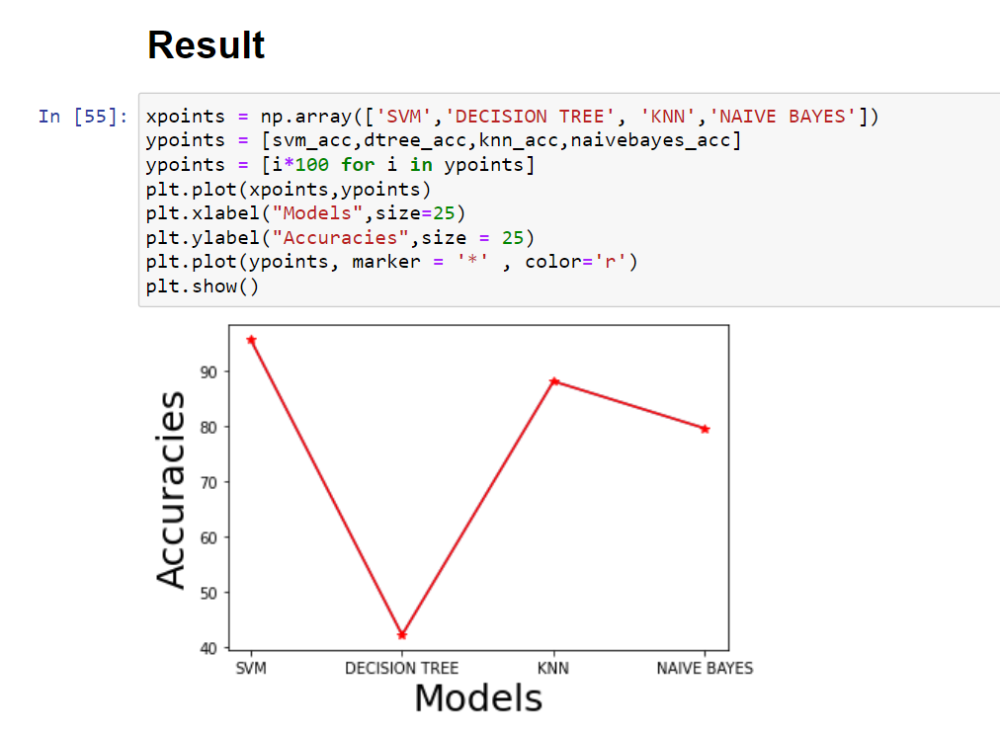 Result
In [55]:
xpoints = np.array(['SVM','DECISION TREE', 'KNN','NAIVE BAYES'])
ypoints = [svm_acc,dtree_acc,knn_acc,naivebayes_acc]
ypoints = [i*100 for i in ypoints]
plt.plot(xpoints,ypoints)
plt.xlabel("Models",size=25)
plt.ylabel("Accuracies",size = 25)
plt.plot(ypoints, marker = '*' , color='r')
plt.show()
Accuracies
90
80
70
60
50
40
SVM DECISION TREE KNN NAIVE BAYES
Models